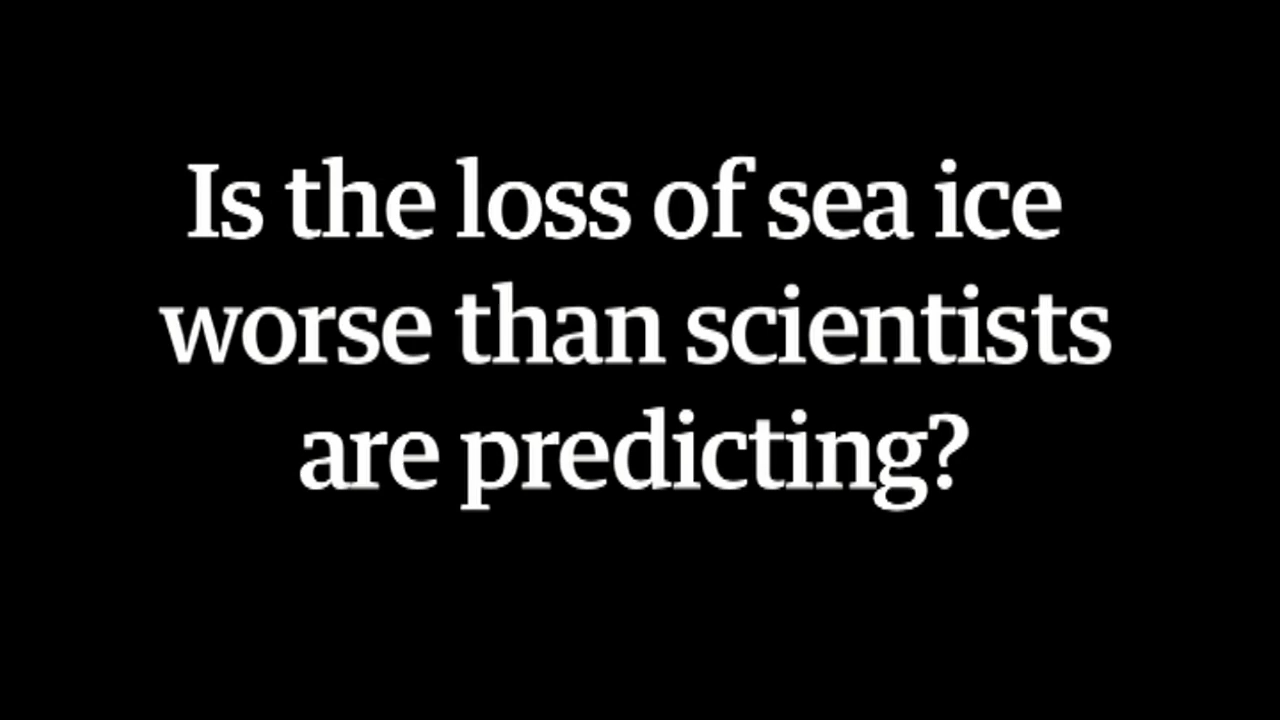 Is the loss of sea ice
worse than scientists
are predicting?